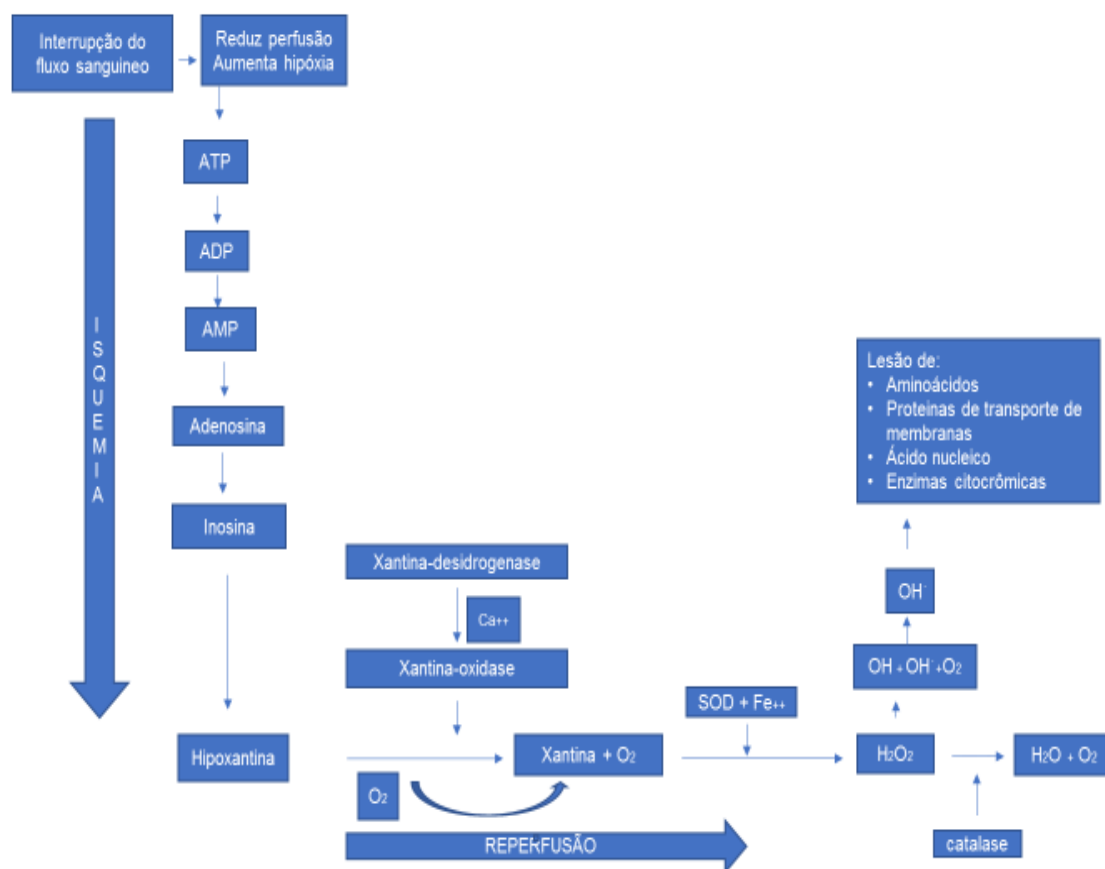 Interrupção do
fluxo sanguineo
Reduz perfusão
Aumenta hipóxia
ATP
ADP
AMP
Adenosina
Inosina
Hipoxantina
ISQUEMIA
Xantina-desidrogenase
Ca++
Xantina-oxidase
O2
Xantina + O2
REPERFUSÃO
SOD + Fe++
H2O2
OH + OH- +O2
OH-
Lesão de:
• Aminoácidos
• Proteinas de transporte de
membranas
• Ácido nucleico
• Enzimas citocrômicas
H2O + O2
catalase